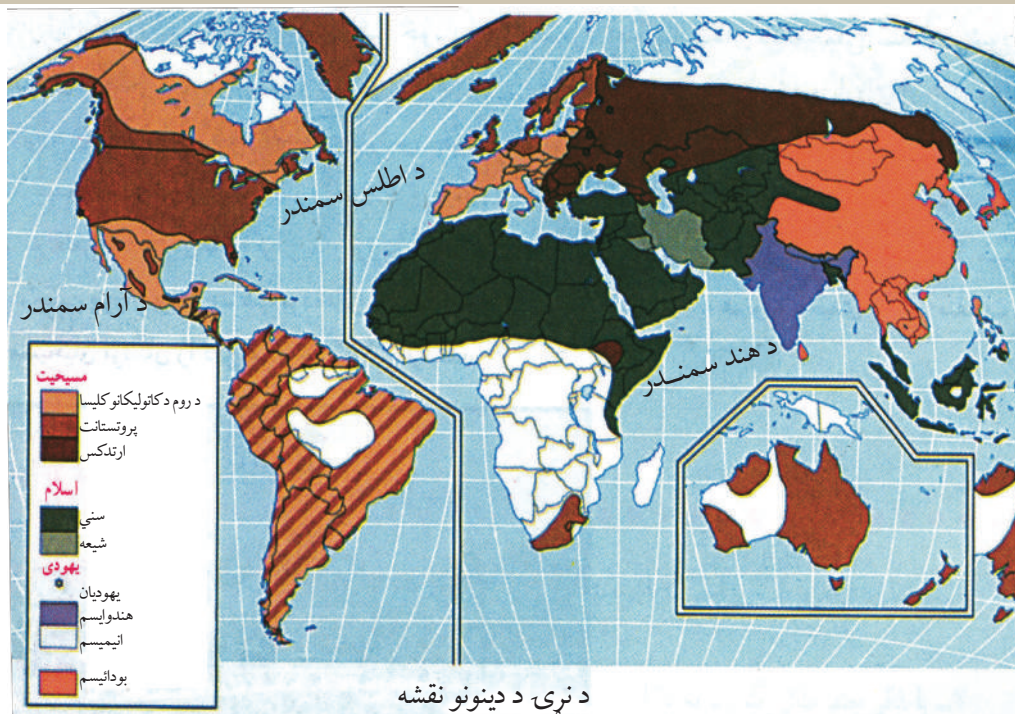 د اطلس سمندر
د آرام سمندر
د هند سمندر
مسیحیت
د روم د کاتولیکانو کلیسا
پروتستانت
ارتدکس
اسلام
سني
شیعه
یهودی
یهودیان
هندوایسم
انیمیسم
بودائیسم
د نړۍ د دینونو نقشه